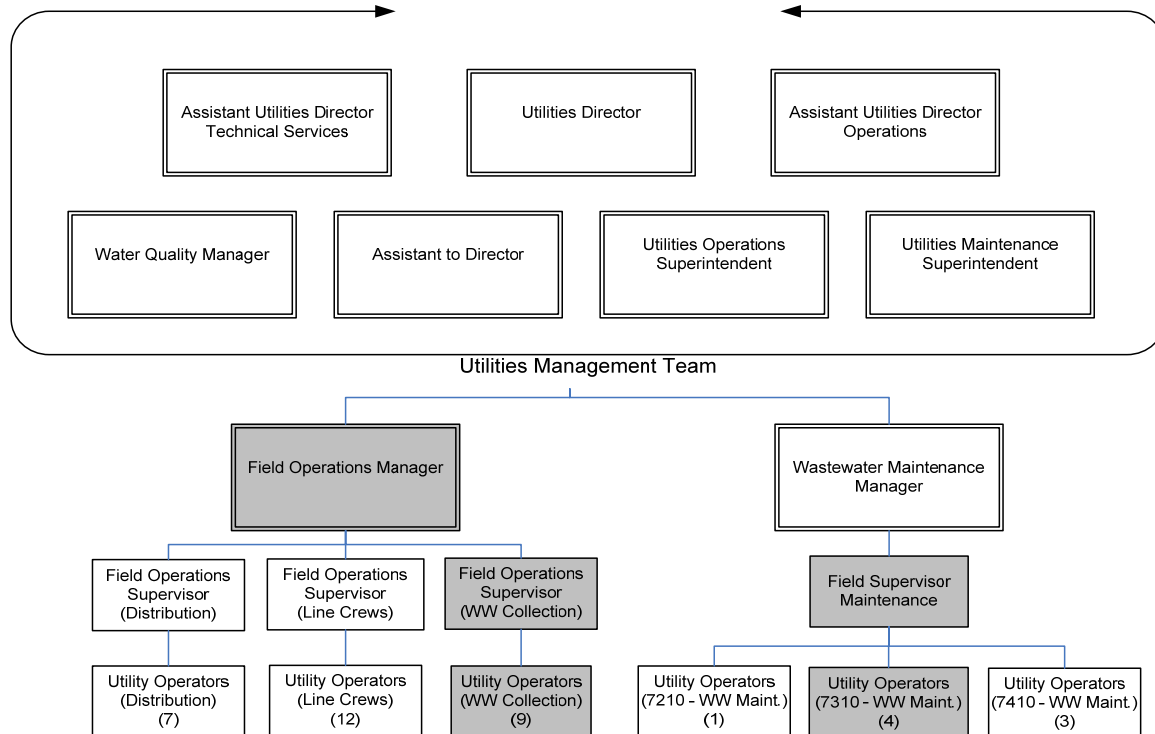 Assistant Utilities Director
Technical Services
Utilities Director
Assistant Utilities Director
Operations
Water Quality Manager
Assistant to Director
Utilities Operations
Superintendent
Utilities Maintenance
Superintendent
Utilities Management Team
Field Operations Manager
Wastewater Maintenance
Manager
Field Operations
Supervisor
(Distribution)
Field Operations
Supervisor
(Line Crews)
Field Operations
Supervisor
(WW Collection)
Field Supervisor
Maintenance
Utility Operators
(Distribution)
(7)
Utility Operators
(Line Crews)
(12)
Utility Operators
(WW Collection)
(9)
Utility Operators
(7210 - WW Maint.)
(1)
Utility Operators
(7310 - WW Maint.)
(4)
Utility Operators
(7410 - WW Maint.)
(3)